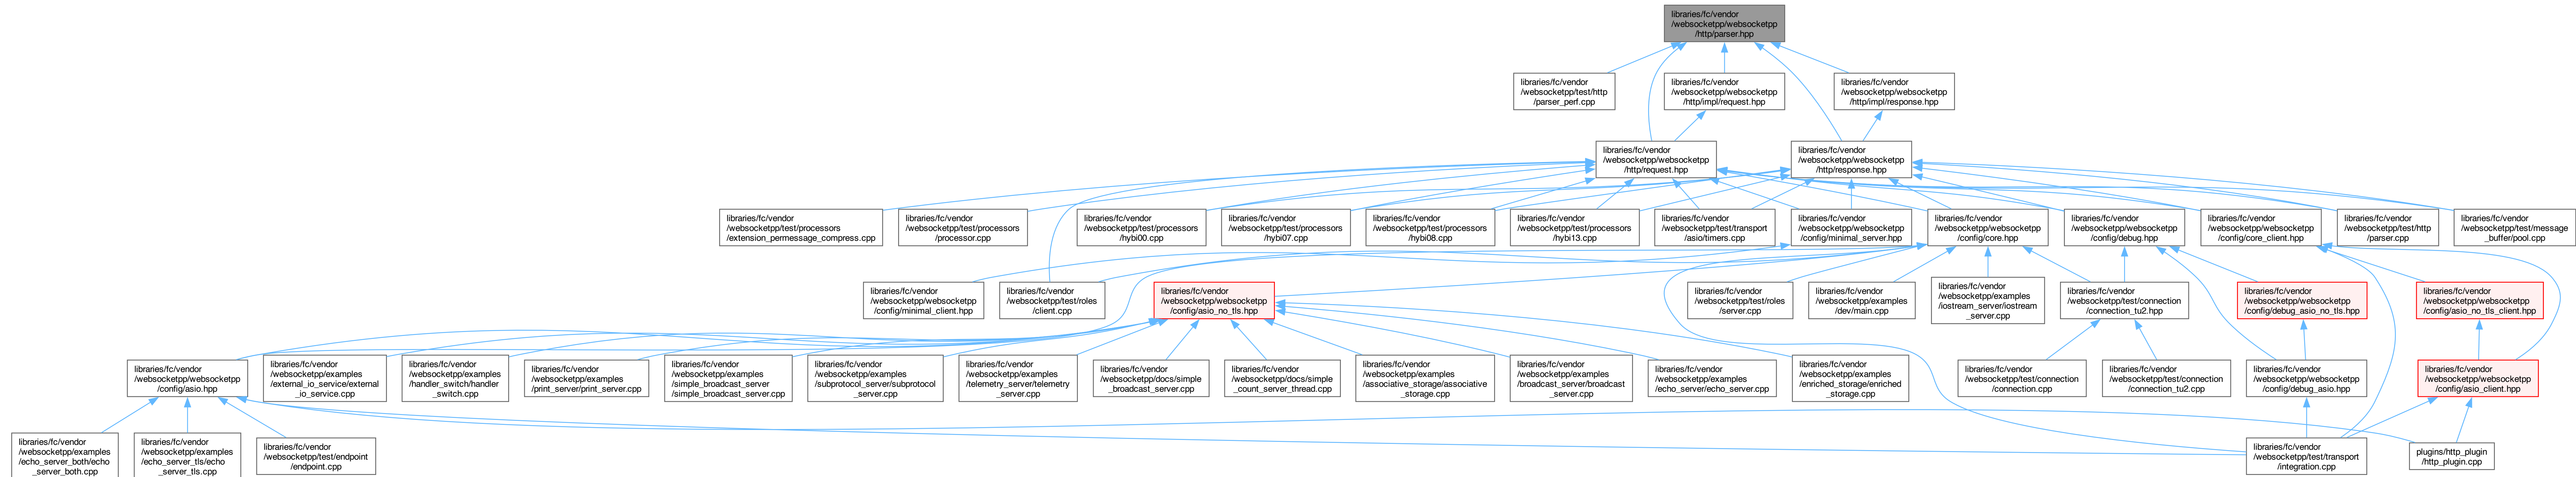 libraries/fc/vendor
/websocketpp/websocketpp
/http/parser.hpp
libraries/fc/vendor
/websocketpp/test/http
/parser_perf.cpp
libraries/fc/vendor
/websocketpp/websocketpp
/http/impl/request.hpp
libraries/fc/vendor
/websocketpp/websocketpp
/http/impl/response.hpp
libraries/fc/vendor
/websocketpp/websocketpp
/http/request.hpp
libraries/fc/vendor
/websocketpp/websocketpp
/http/response.hpp
libraries/fc/vendor
/websocketpp/test/processors
/extension_permessage_compress.cpp
libraries/fc/vendor
/websocketpp/test/processors
/processor.cpp
libraries/fc/vendor
/websocketpp/test/processors
/hybi00.cpp
libraries/fc/vendor
/websocketpp/test/processors
/hybi07.cpp
libraries/fc/vendor
/websocketpp/test/processors
/hybi08.cpp
libraries/fc/vendor
/websocketpp/test/processors
/hybi13.cpp
libraries/fc/vendor
/websocketpp/test/transport
/asio/timers.cpp
libraries/fc/vendor
/websocketpp/websocketpp
/config/minimal_server.hpp
libraries/fc/vendor
/websocketpp/websocketpp
/config/core.hpp
libraries/fc/vendor
/websocketpp/websocketpp
/config/debug.hpp
libraries/fc/vendor
/websocketpp/websocketpp
/config/core_client.hpp
libraries/fc/vendor
/websocketpp/test/http
/parser.cpp
libraries/fc/vendor
/websocketpp/test/message
_buffer/pool.cpp
libraries/fc/vendor
/websocketpp/websocketpp
/config/minimal_client.hpp
libraries/fc/vendor
/websocketpp/test/roles
/client.cpp
libraries/fc/vendor
/websocketpp/websocketpp
/config/asio_no_tls.hpp
libraries/fc/vendor
/websocketpp/test/roles
/server.cpp
libraries/fc/vendor
/websocketpp/examples
/dev/main.cpp
libraries/fc/vendor
/websocketpp/examples
/iostream_server/iostream
_server.cpp
libraries/fc/vendor
/websocketpp/test/connection
/connection_tu2.hpp
libraries/fc/vendor
/websocketpp/websocketpp
/config/debug_asio_no_tls.hpp
libraries/fc/vendor
/websocketpp/websocketpp
/config/asio_no_tls_client.hpp
libraries/fc/vendor
/websocketpp/websocketpp
/config/asio.hpp
libraries/fc/vendor
/websocketpp/examples
/external_io_service/external
_io_service.cpp
libraries/fc/vendor
/websocketpp/examples
/handler_switch/handler
_switch.cpp
libraries/fc/vendor
/websocketpp/examples
/print_server/print_server.cpp
libraries/fc/vendor
/websocketpp/examples
/simple_broadcast_server
/simple_broadcast_server.cpp
libraries/fc/vendor
/websocketpp/examples
/subprotocol_server/subprotocol
_server.cpp
libraries/fc/vendor
/websocketpp/examples
/telemetry_server/telemetry
_server.cpp
libraries/fc/vendor
/websocketpp/docs/simple
_broadcast_server.cpp
libraries/fc/vendor
/websocketpp/docs/simple
_count_server_thread.cpp
libraries/fc/vendor
/websocketpp/examples
/associative_storage/associative
_storage.cpp
libraries/fc/vendor
/websocketpp/examples
/broadcast_server/broadcast
_server.cpp
libraries/fc/vendor
/websocketpp/examples
/echo_server/echo_server.cpp
libraries/fc/vendor
/websocketpp/examples
/enriched_storage/enriched
_storage.cpp
libraries/fc/vendor
/websocketpp/test/connection
/connection.cpp
libraries/fc/vendor
/websocketpp/test/connection
/connection_tu2.cpp
libraries/fc/vendor
/websocketpp/websocketpp
/config/debug_asio.hpp
libraries/fc/vendor
/websocketpp/websocketpp
/config/asio_client.hpp
libraries/fc/vendor
/websocketpp/examples
/echo_server_both/echo
_server_both.cpp
libraries/fc/vendor
/websocketpp/examples
/echo_server_tls/echo
_server_tls.cpp
libraries/fc/vendor
/websocketpp/test/endpoint
/endpoint.cpp
libraries/fc/vendor
/websocketpp/test/transport
/integration.cpp
plugins/http_plugin
/http_plugin.cpp